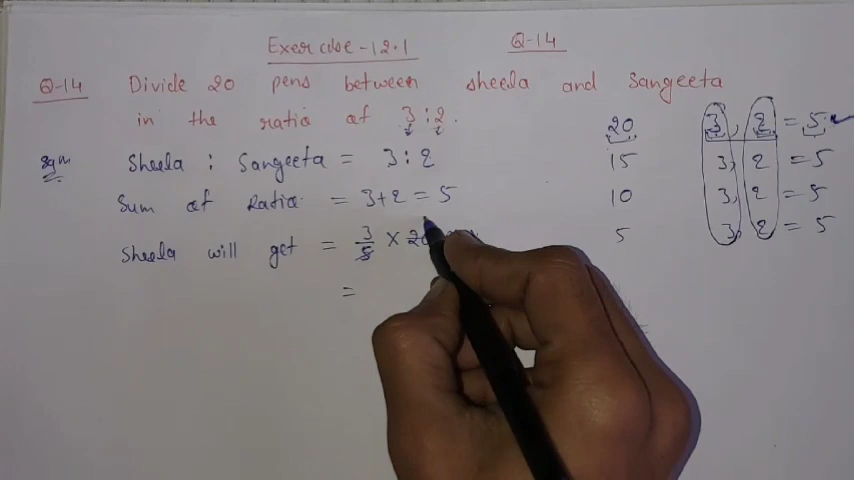 Exercise-12.1 Q-14
Q-14 Divide 20 pens between sheela and Sangeeta
in the ratio of 3:2.
Sheela : Sangeeta = 3:2
Sum of Ratio = 3+2 = 5
Sheela will get = 3/5 × 20
=
20 3, 2 = 5
15 3, 2 = 5
10 3, 2 = 5
5 3, 2 = 5